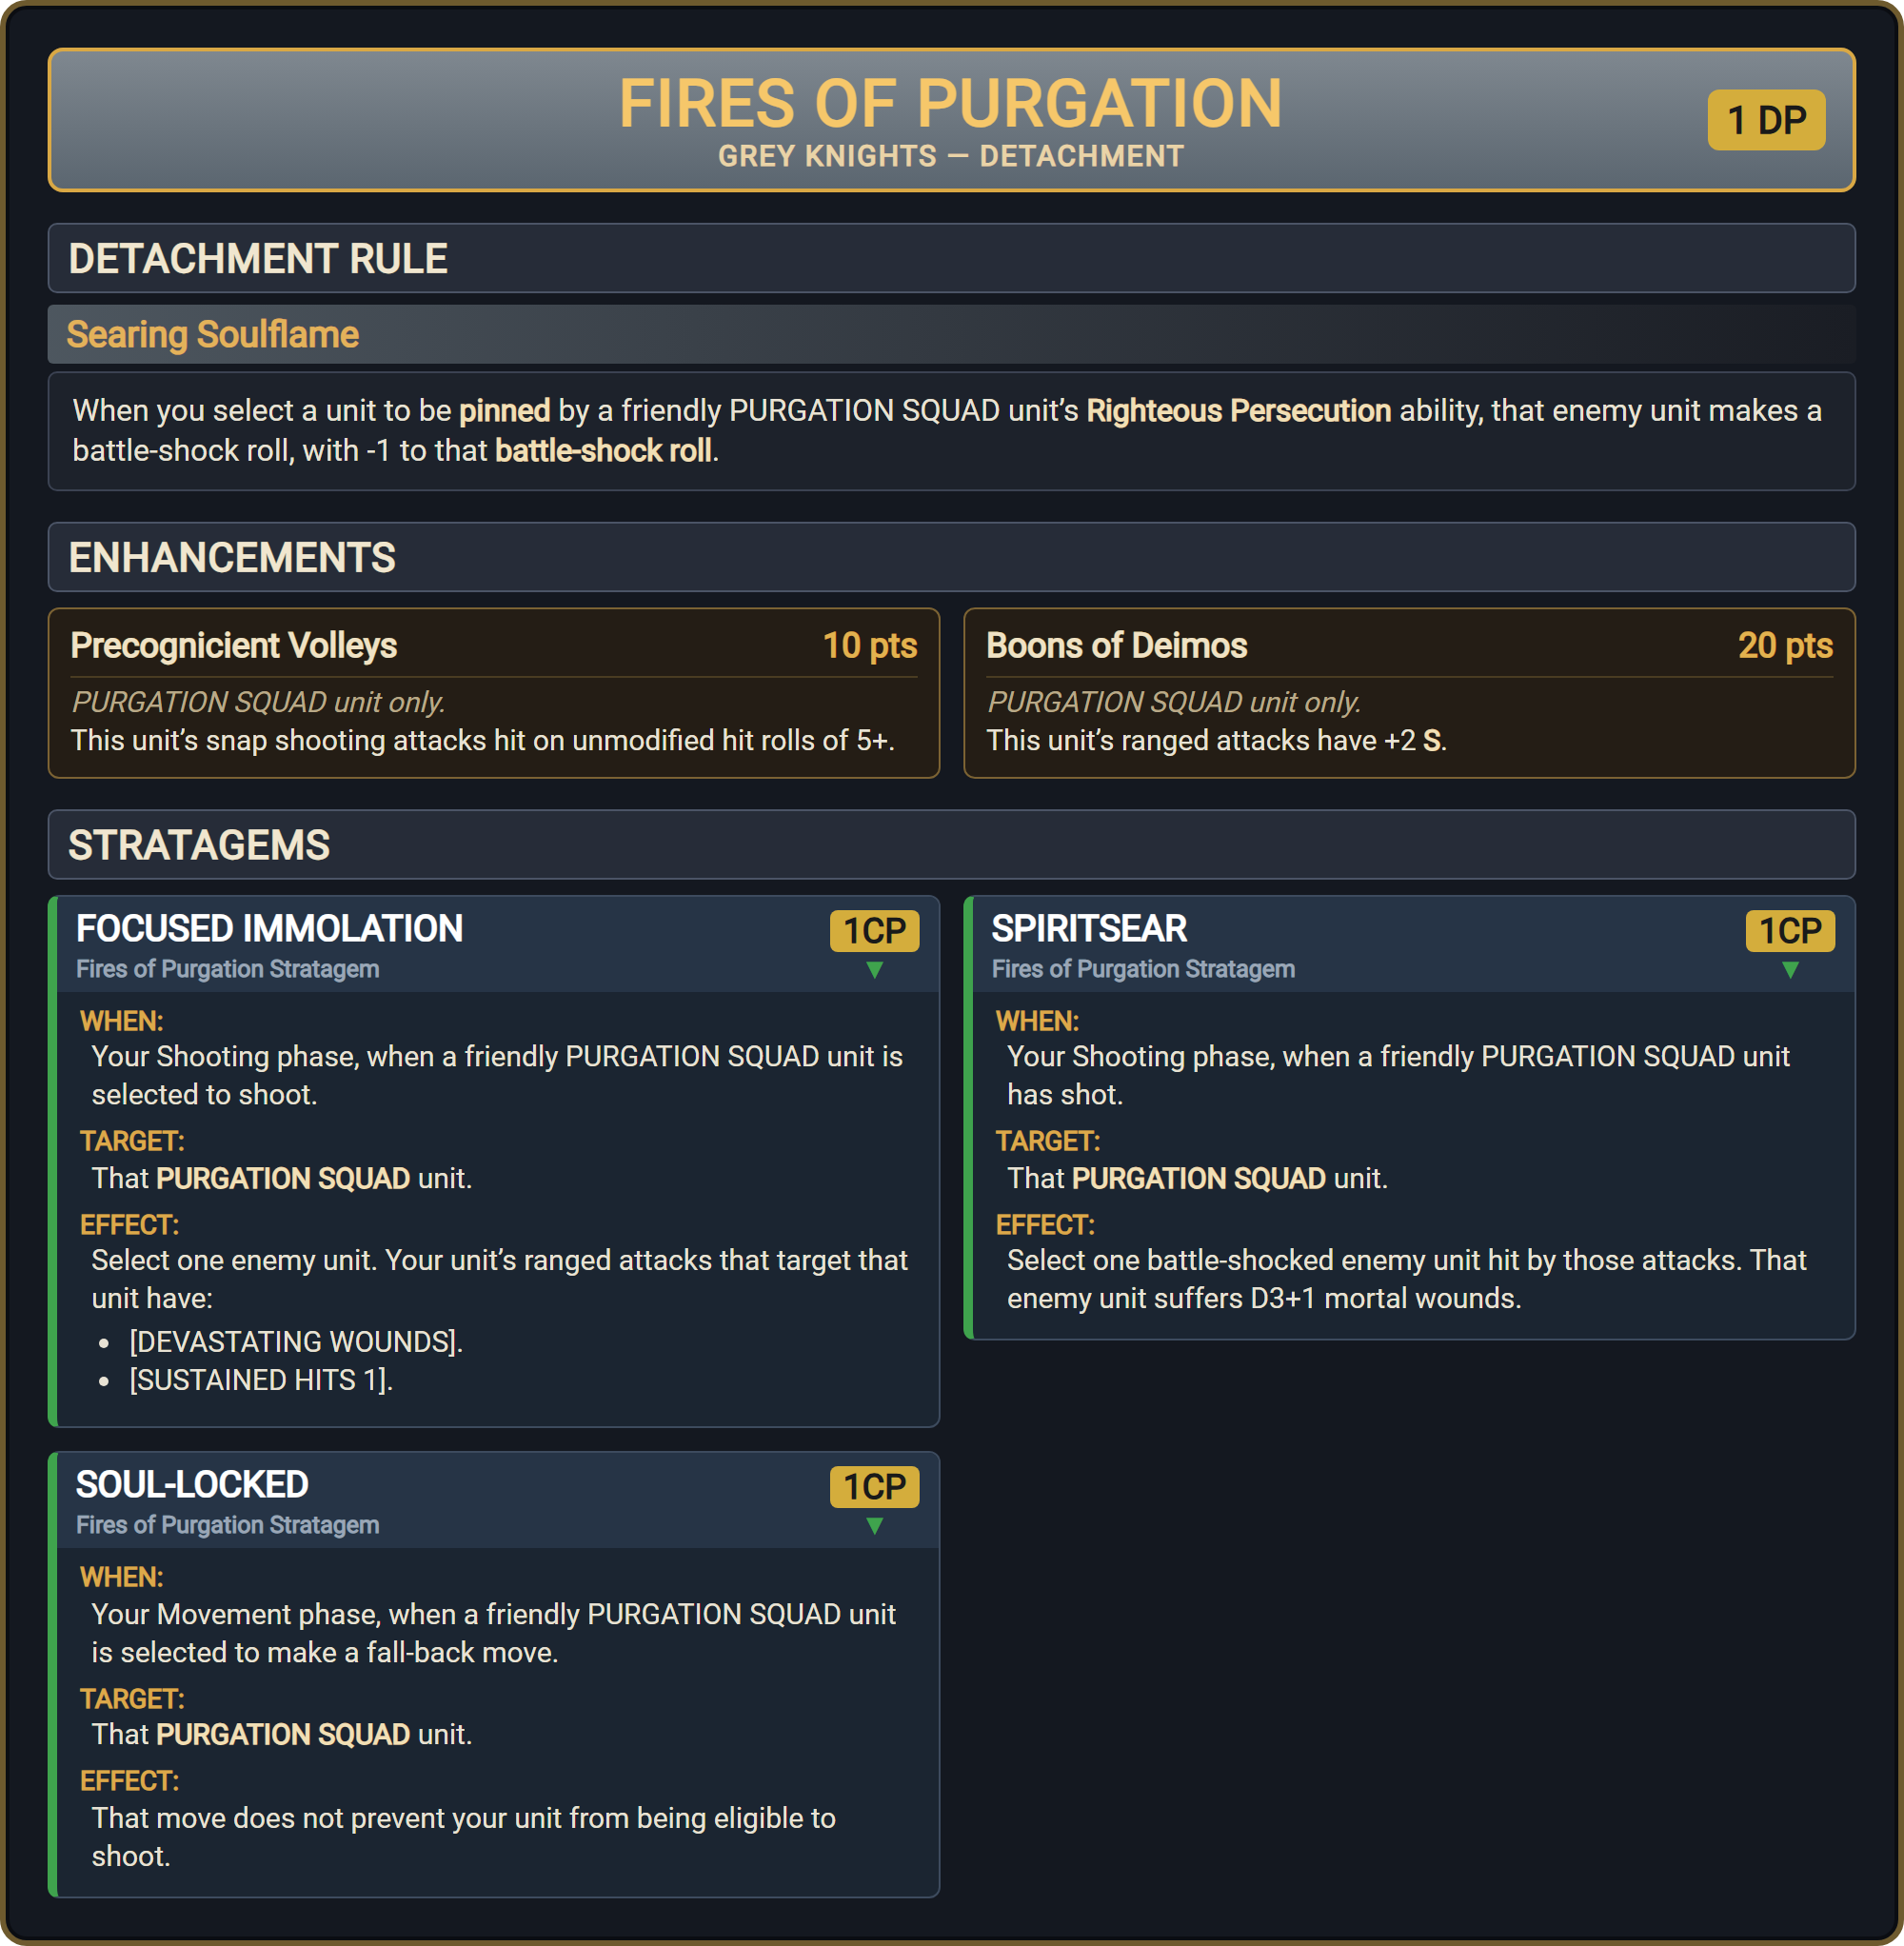 FIRES OF PURGATION
GREY KNIGHTS — DETACHMENT
1 DP
DETACHMENT RULE
Searing Soulflame
When you select a unit to be pinned by a friendly PURGATION SQUAD unit’s Righteous Persecution ability, that enemy unit makes a
battle-shock roll, with -1 to that battle-shock roll.
ENHANCEMENTS
Precognicient Volleys
10 pts
PURGATION SQUAD unit only.
This unit’s snap shooting attacks hit on unmodified hit rolls of 5+.
Boons of Deimos
20 pts
PURGATION SQUAD unit only.
This unit’s ranged attacks have +2 S.
STRATAGEMS
FOCUSED IMMOLATION
1CP
Fires of Purgation Stratagem
▼
WHEN:
Your Shooting phase, when a friendly PURGATION SQUAD unit is
selected to shoot.
TARGET:
That PURGATION SQUAD unit.
EFFECT:
Select one enemy unit. Your unit’s ranged attacks that target that
unit have:
• [DEVASTATING WOUNDS].
• [SUSTAINED HITS 1].
SPIRITSEAR
1CP
Fires of Purgation Stratagem
▼
WHEN:
Your Shooting phase, when a friendly PURGATION SQUAD unit
has shot.
TARGET:
That PURGATION SQUAD unit.
EFFECT:
Select one battle-shocked enemy unit hit by those attacks. That
enemy unit suffers D3+1 mortal wounds.
SOUL-LOCKED
1CP
Fires of Purgation Stratagem
▼
WHEN:
Your Movement phase, when a friendly PURGATION SQUAD unit
is selected to make a fall-back move.
TARGET:
That PURGATION SQUAD unit.
EFFECT:
That move does not prevent your unit from being eligible to
shoot.